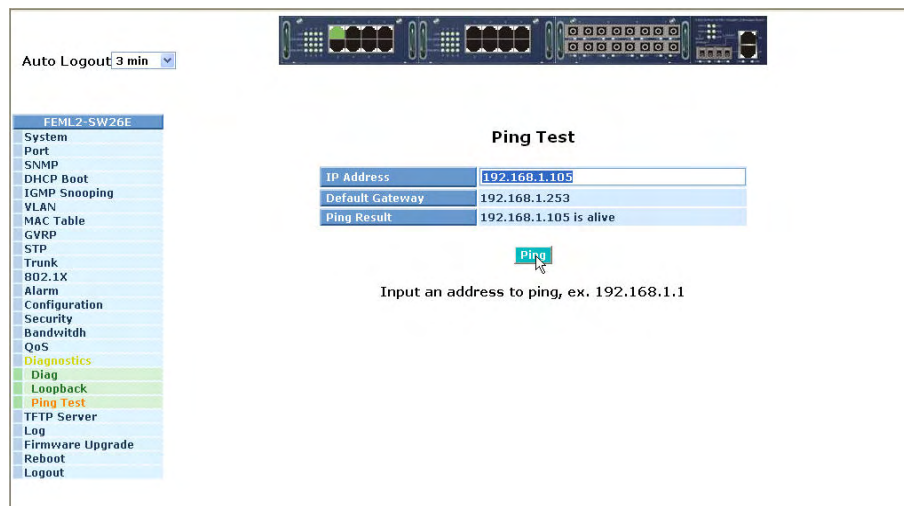 Auto Logout 3 min
FEML2-SW26E
System
Port
SNMP
DHCP Boot
IGMP Snooping
VLAN
MAC Table
GVRP
STP
Trunk
802.1X
Alarm
Configuration
Security
Bandwitdh
QoS
Diagnostics
Diag
Loopback
Ping Test
TFTP Server
Log
Firmware Upgrade
Reboot
Logout
Ping Test
IP Address 192.168.1.105
Default Gateway 192.168.1.253
Ping Result 192.168.1.105 is alive
Ping
Input an address to ping, ex. 192.168.1.1